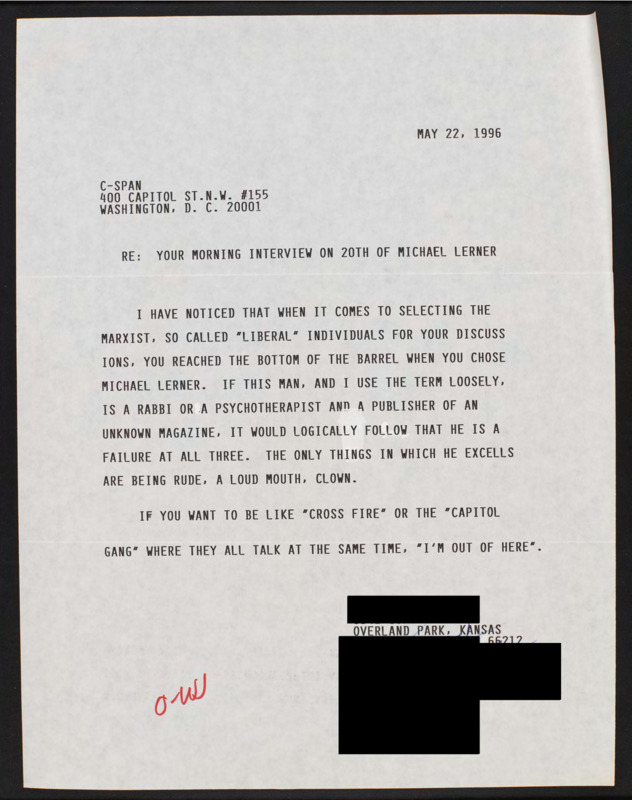 MAY 22, 1996
C-SPAN
400 CAPITOL ST.N.W. #155
WASHINGTON, D. C. 20001
RE: YOUR MORNING INTERVIEW ON 20TH OF MICHAEL LERNER
I HAVE NOTICED THAT WHEN IT COMES TO SELECTING THE
MARXIST, SO CALLED "LIBERAL" INDIVIDUALS FOR YOUR DISCUSS
IONS, YOU REACHED THE BOTTOM OF THE BARREL WHEN YOU CHOSE
MICHAEL LERNER. IF THIS MAN, AND I USE THE TERM LOOSELY,
IS A RABBI OR A PSYCHOTHERAPIST AND A PUBLISHER OF AN
UNKNOWN MAGAZINE, IT WOULD LOGICALLY FOLLOW THAT HE IS A
FAILURE AT ALL THREE. THE ONLY THINGS IN WHICH HE EXCELLS
ARE BEING RUDE, A LOUD MOUTH, CLOWN.
IF YOU WANT TO BE LIKE "CROSS FIRE" OR THE "CAPITOL
GANG" WHERE THEY ALL TALK AT THE SAME TIME, "I'M OUT OF HERE".
OVERLAND PARK, KANSAS
66212